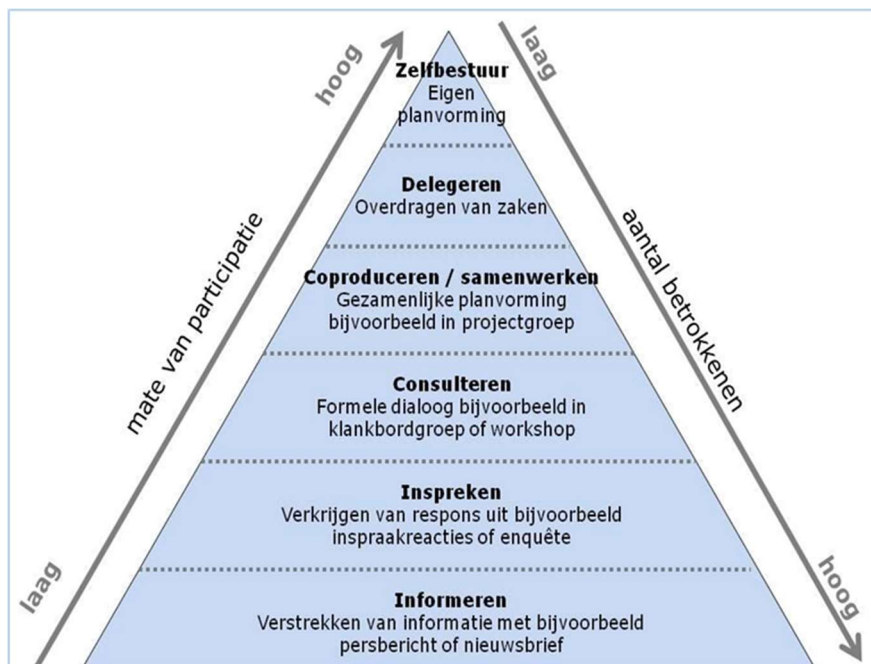 hoog
laag
Zelfbestuur
Eigen
planvorming
Delegeren
Overdragen van zaken
mate van participatie
aantal betrokkenen
Coproduceren / samenwerken
Gezamenlijke planvorming
bijvoorbeeld in projectgroep
Consulteren
Formele dialoog bijvoorbeeld in
klankbordgroep of workshop
Inspreken
Verkrijgen van respons uit bijvoorbeeld
inspraakreacties of enquête
laag
hoog
Informeren
Verstrekken van informatie met bijvoorbeeld
persbericht of nieuwsbrief